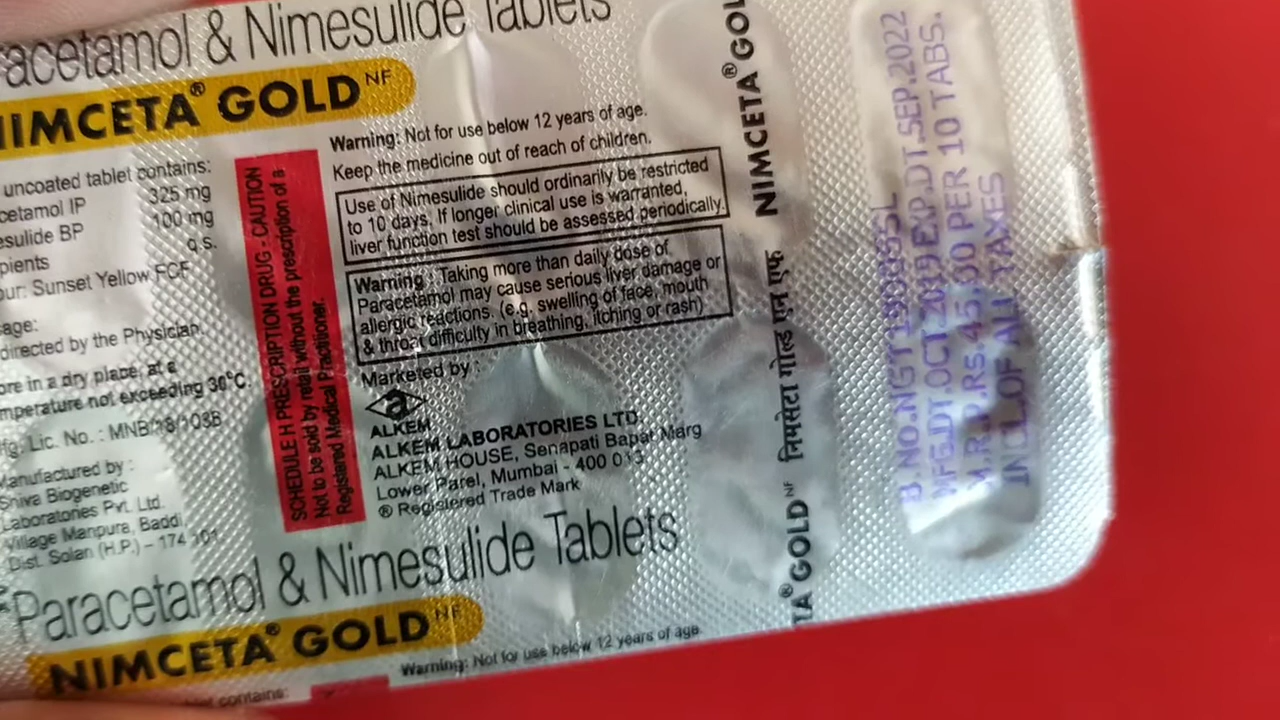 acetamol & Nimesulide Tablets
NIMCETA® GOLD NF
uncoated tablet contains:
cetamol IP 325 mg
esulide BP 100 mg
pients q.s.
our: Sunset Yellow FCF
age:
directed by the Physician.
ore in a dry place, at a
mperature not exceeding 30°C.
fg. Lic. No. : MNB/18/1038
Manufactured by :
Shiva Biogenetic
Laboratories Pvt. Ltd.
Village Manpura, Baddi,
Dist. Solan (H.P.) – 174 101
SCHEDULE H PRESCRIPTION DRUG - CAUTION
Not to be sold by retail without the prescription of a
Registered Medical Practitioner.
Warning: Not for use below 12 years of age.
Keep the medicine out of reach of children.
Use of Nimesulide should ordinarily be restricted
to 10 days. If longer clinical use is warranted,
liver function test should be assessed periodically.
Warning : Taking more than daily dose of
Paracetamol may cause serious liver damage or
allergic reactions. (e.g. swelling of face, mouth
& throat difficulty in breathing, itching or rash)
Marketed by :
ALKEM
ALKEM LABORATORIES LTD.
ALKEM HOUSE, Senapati Bapat Marg
Lower Parel, Mumbai - 400 013
® Registered Trade Mark
Paracetamol & Nimesulide Tablets
NIMCETA® GOLD NF
Warning: Not for use below 12 years of age
contains:
TA® GOLD NF निमसेटा गोल्ड एन एफ NIMCETA® GOL
B.NO.
MFG.DT.OCT.2019 EXP.DT.SEP.2022
M.R.P.Rs.45.00 PER 10 TABS.
INCL.OF ALL TAXES